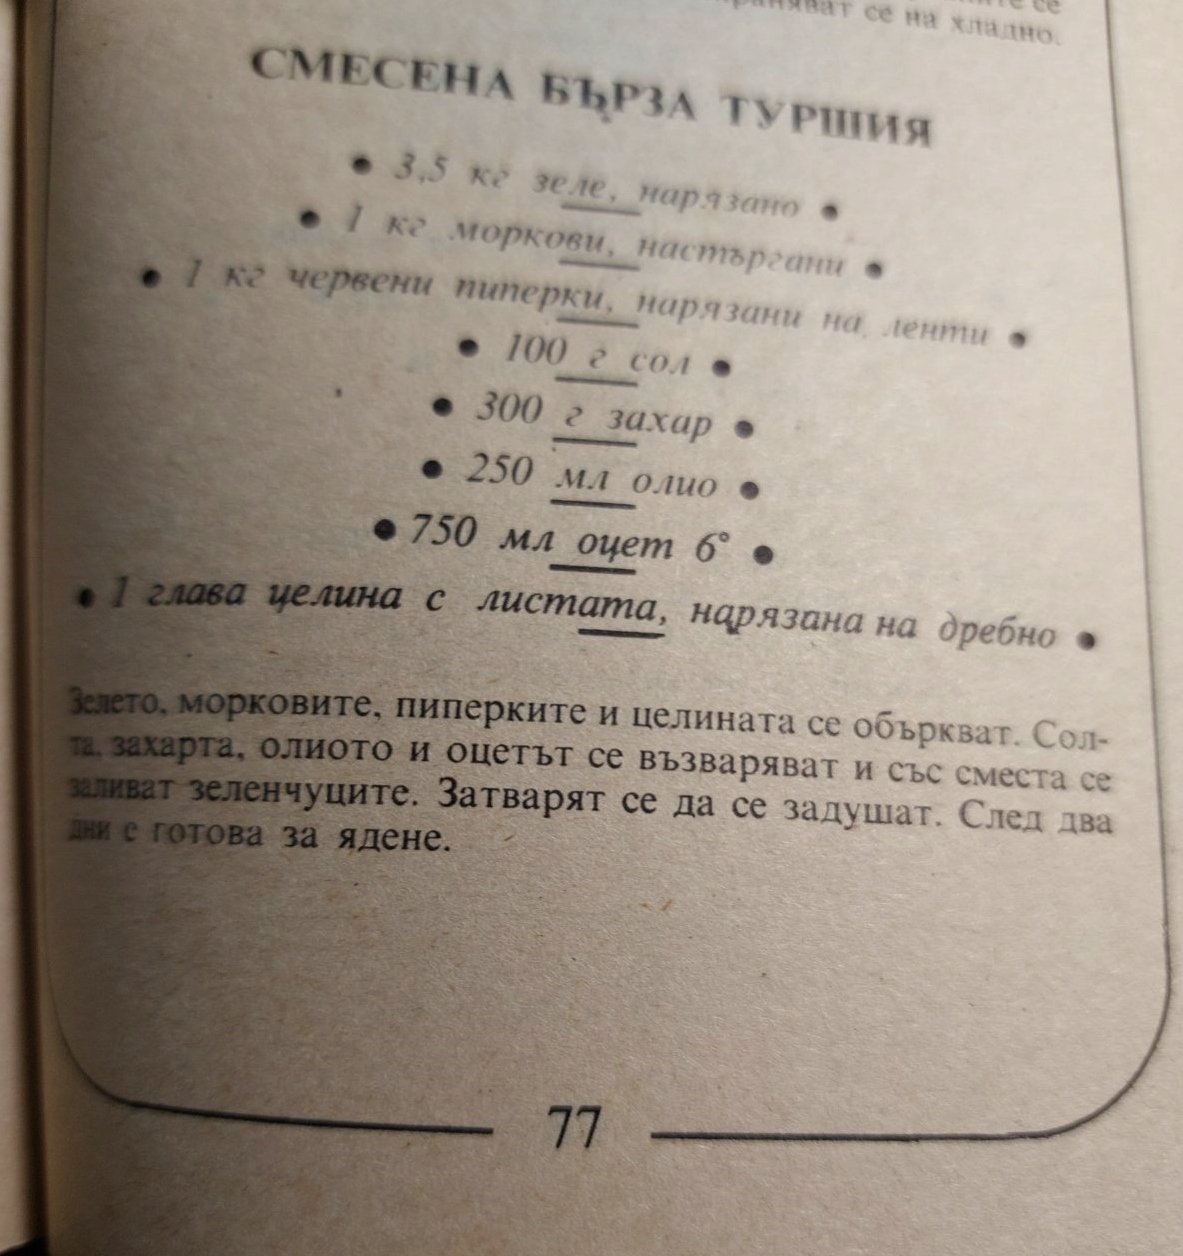 се
се на хладно.
СМЕСЕНА БЪРЗА ТУРШИЯ
• 3,5 кг зеле, нарязано •
• 1 кг моркови, настъргани •
• 1 кг червени пиперки, нарязани на ленти •
• 100 г сол •
• 300 г захар •
• 250 мл олио •
• 750 мл оцет 6° •
• 1 глава целина с листата, нарязана на дребно •
Зелето, морковите, пиперките и целината се объркват. Сол-
та, захарта, олиото и оцетът се възваряват и със сместа се
заливат зеленчуците. Затварят се да се задушат. След два
дни е готова за ядене.
77